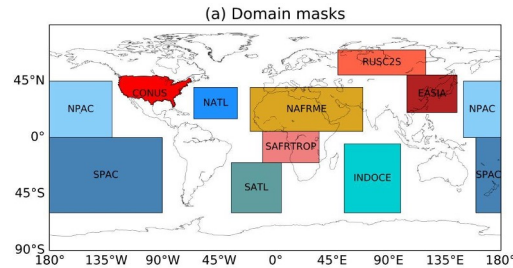 (a) Domain masks
RUSC2S
45°N
CONUS
EASIA
NPAC
NATL
NAFRME
NPAC
0°
SAFRTROP
SPAC
SATL
INDOCE
SPAC
45°S
90°S
180° 135°W 90°W 45°W 0° 45°E 90°E 135°E 180°